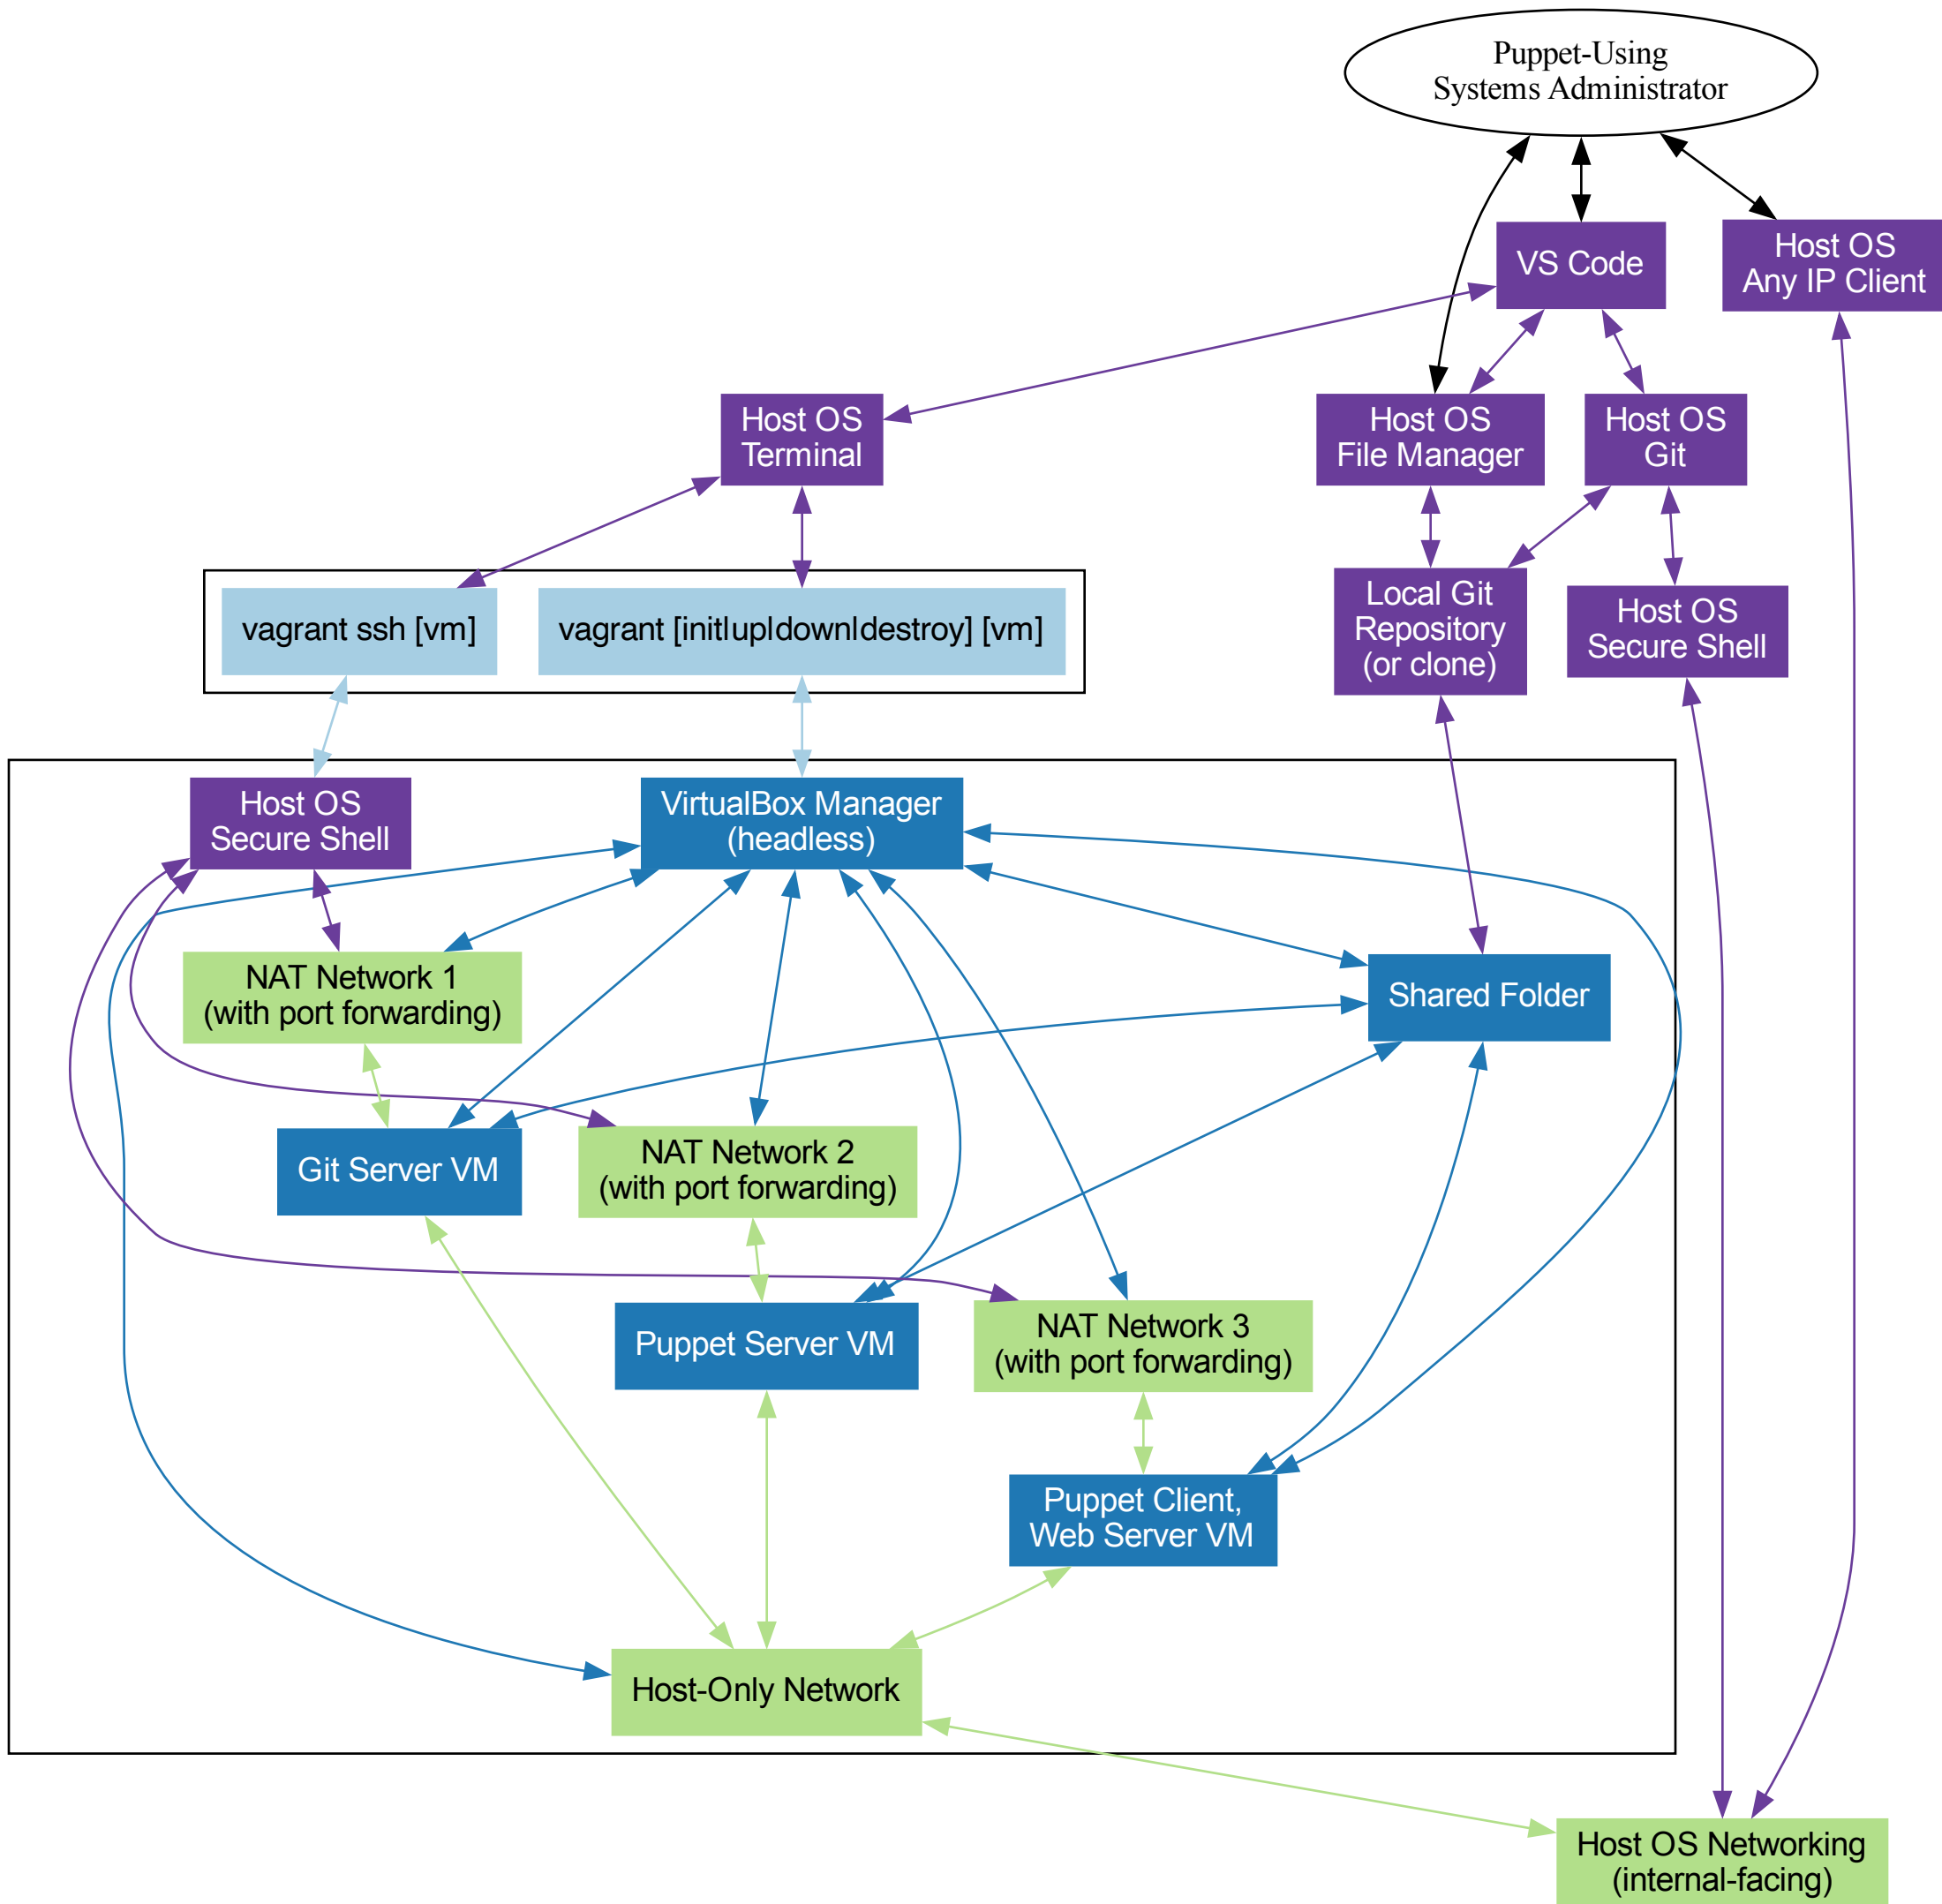 Puppet-Using
Systems Administrator
VS Code
Host OS
Any IP Client
Host OS
Terminal
Host OS
File Manager
Host OS
Git
vagrant ssh [vm]
vagrant [init|up|down|destroy] [vm]
Local Git
Repository
(or clone)
Host OS
Secure Shell
Host OS
Secure Shell
VirtualBox Manager
(headless)
NAT Network 1
(with port forwarding)
Shared Folder
Git Server VM
NAT Network 2
(with port forwarding)
Puppet Server VM
NAT Network 3
(with port forwarding)
Puppet Client,
Web Server VM
Host-Only Network
Host OS Networking
(internal-facing)